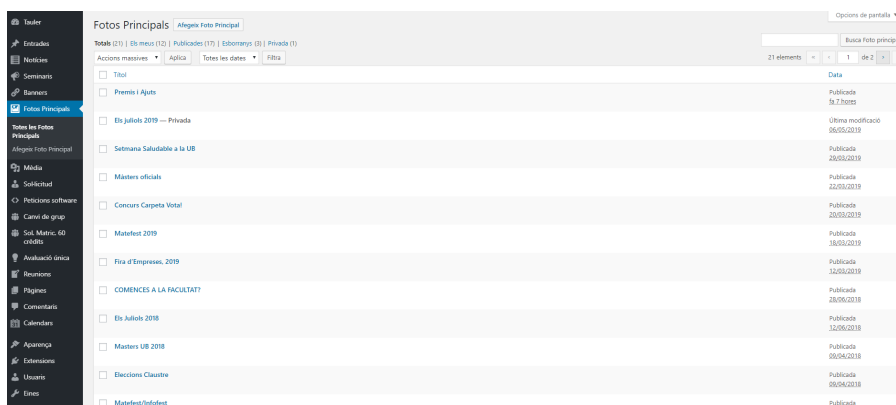 Tauler
Entrades
Notícies
Seminaris
Banners
Fotos Principals
Totes les Fotos
Principals
Afegeix Foto Principal
Mèdia
Sol·licitud
Peticions software
Canvi de grup
Sol. Matric. 60
crèdits
Avaluació única
Reunions
Pàgines
Comentaris
Calendars
Aparença
Extensions
Usuaris
Eines
Opcions de pantalla
Fotos Principals Afegeix Foto Principal
Totals (21) | Els meus (12) | Publicades (17) | Esborranys (3) | Privada (1)
Busca Foto princip
Accions massives Aplica Totes les dates Filtra 21 elements « ‹ 1 de 2 ›
Títol Data
Premis i Ajuts Publicada
fa 7 hores
Els juliols 2019 — Privada Última modificació
06/05/2019
Setmana Saludable a la UB Publicada
29/03/2019
Màsters oficials Publicada
22/03/2019
Concurs Carpeta Vota! Publicada
20/03/2019
Matefest 2019 Publicada
18/03/2019
Fira d'Empreses, 2019 Publicada
12/03/2019
COMENCES A LA FACULTAT? Publicada
28/06/2018
Els Juliols 2018 Publicada
12/06/2018
Masters UB 2018 Publicada
09/04/2018
Eleccions Claustre Publicada
09/04/2018
Matefest/Infofest Publicada